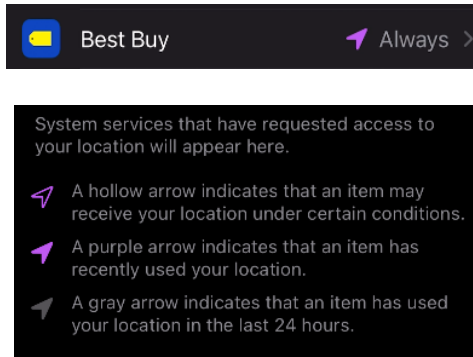 Best Buy Always
System services that have requested access to
your location will appear here.
A hollow arrow indicates that an item may
receive your location under certain conditions.
A purple arrow indicates that an item has
recently used your location.
A gray arrow indicates that an item has used
your location in the last 24 hours.